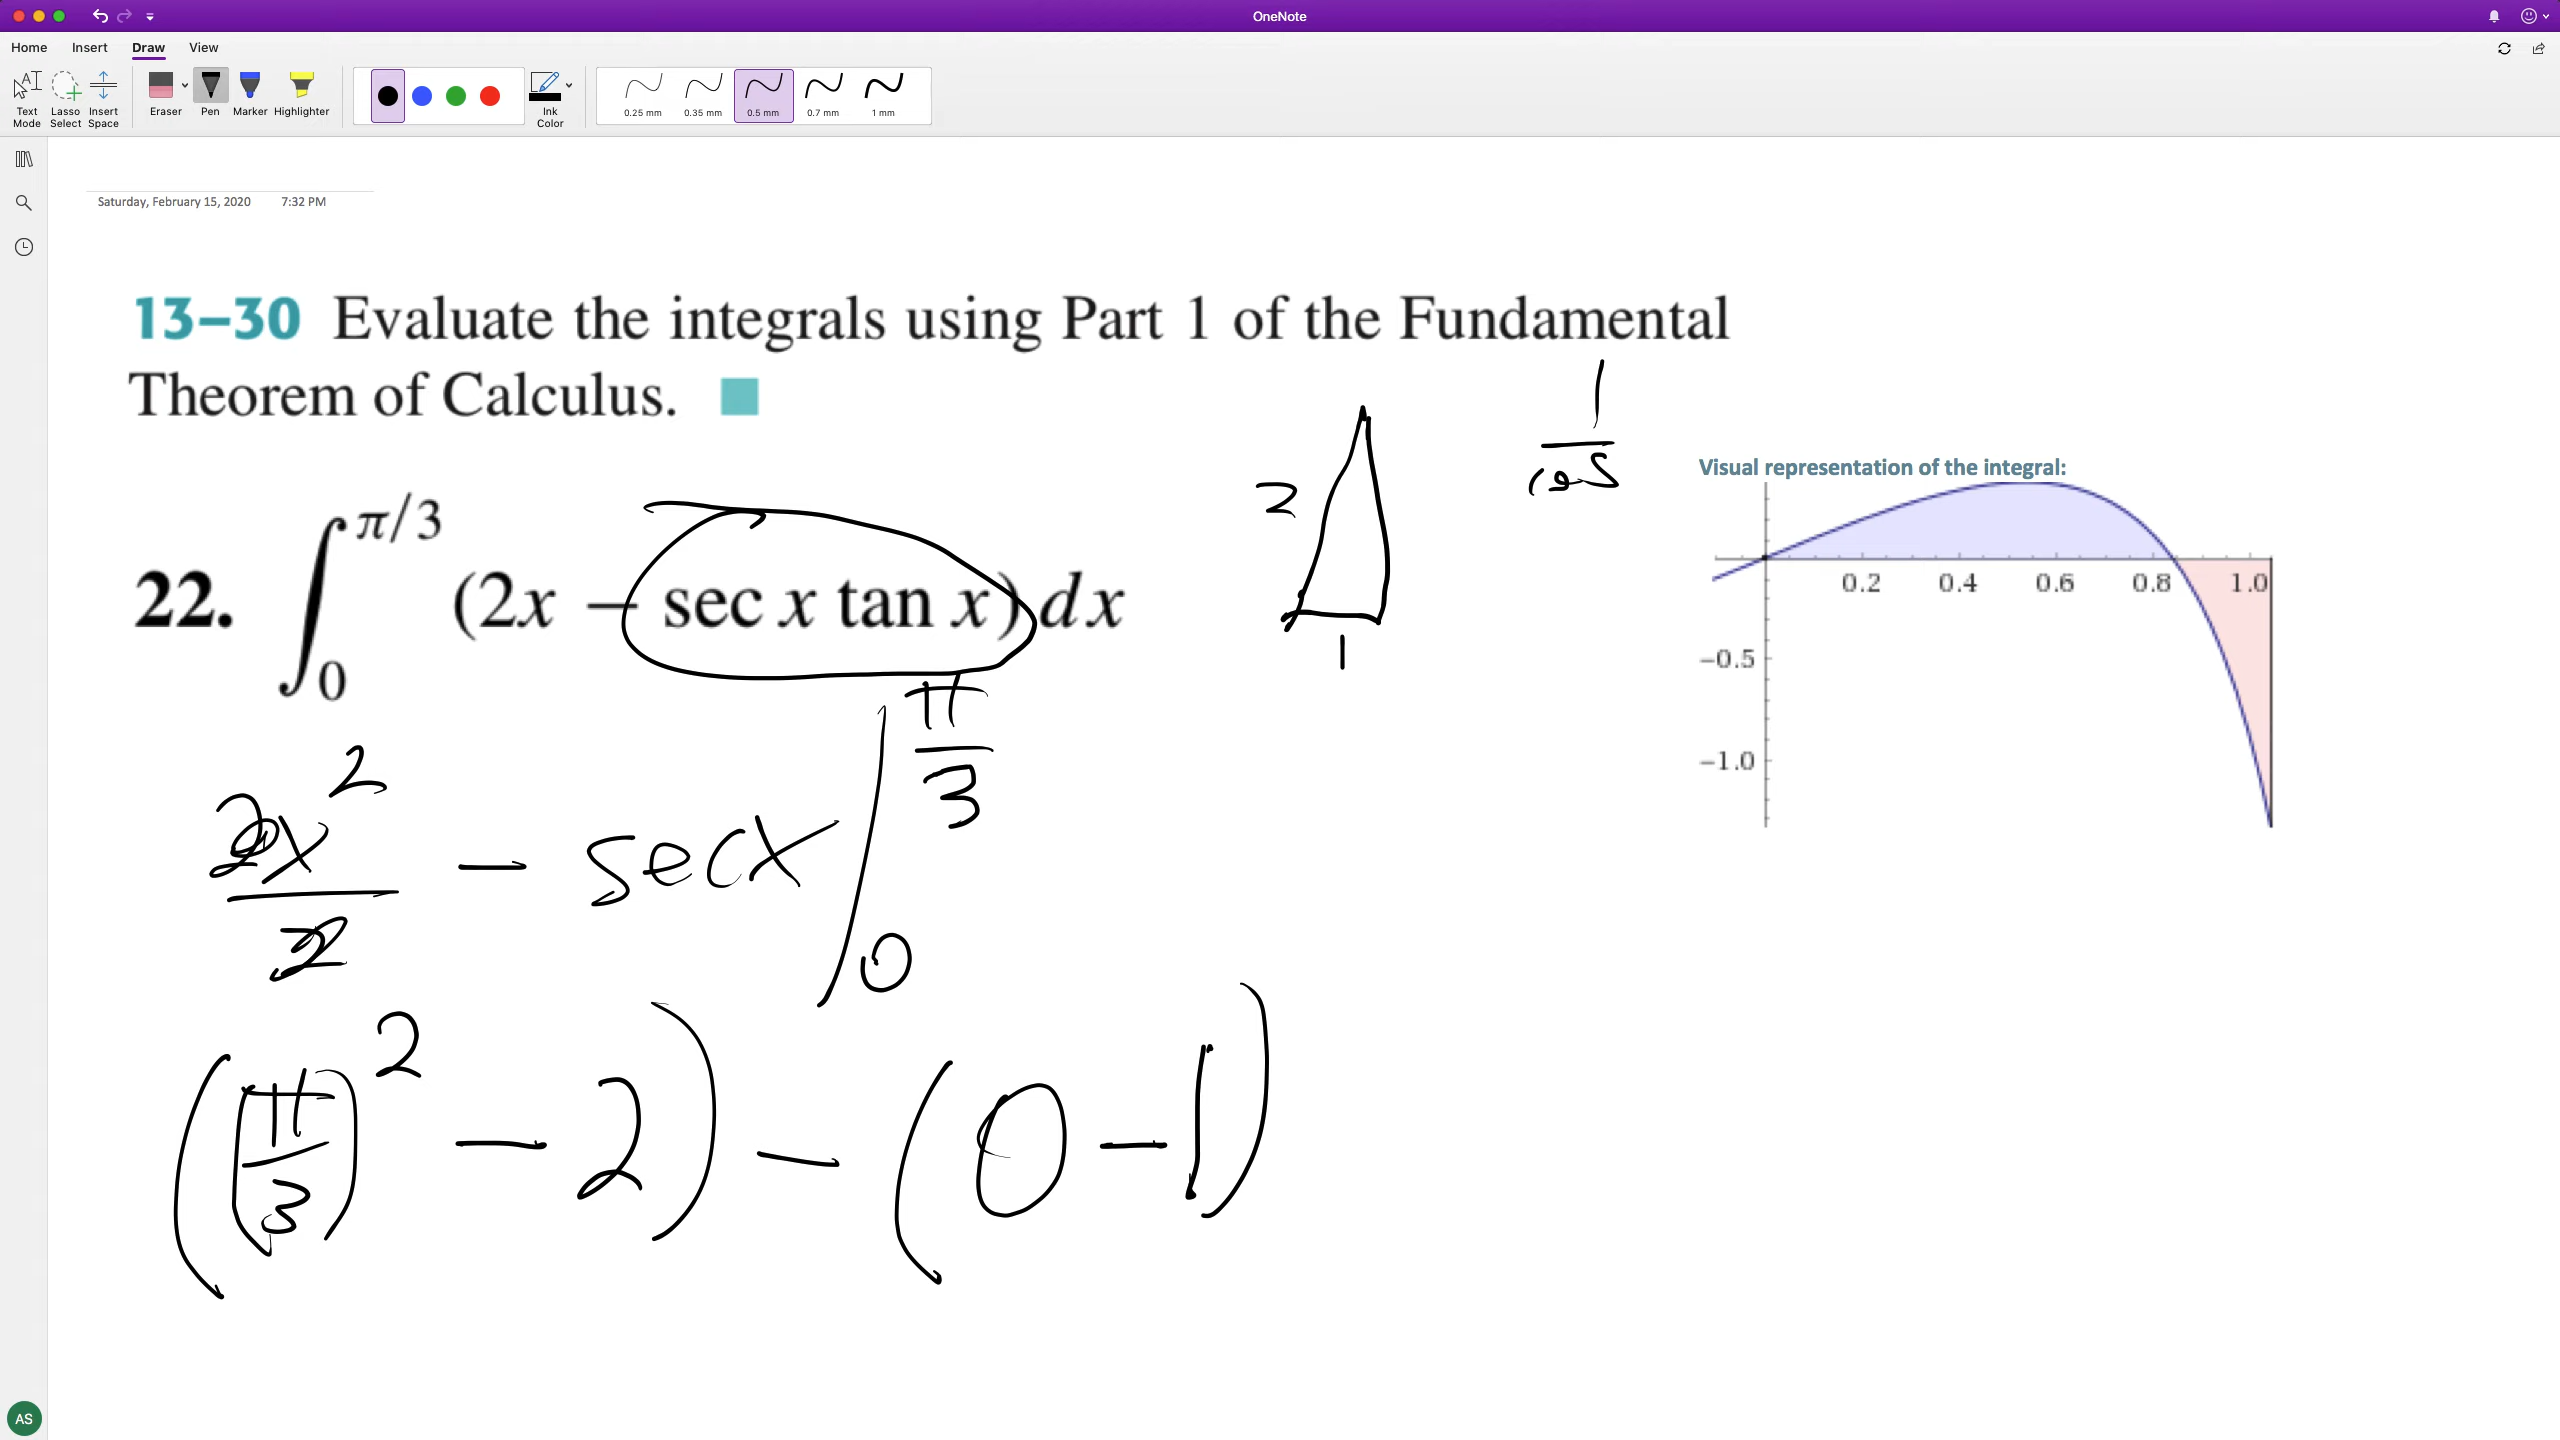 OneNote
Home Insert Draw View
Text Mode Lasso Select Insert Space Eraser Pen Marker Highlighter Ink Color 0.25 mm 0.35 mm 0.5 mm 0.7 mm 1 mm
Saturday, February 15, 2020 7:32 PM
13–30 Evaluate the integrals using Part 1 of the Fundamental
Theorem of Calculus.
22. ∫₀^π/3 (2x − sec x tan x) dx
2
1
1
cos
Visual representation of the integral:
0.2 0.4 0.6 0.8 1.0
−0.5
−1.0
2x²/2 − secx |₀^π/3
((π/3)² − 2) − (0 − 1)
AS